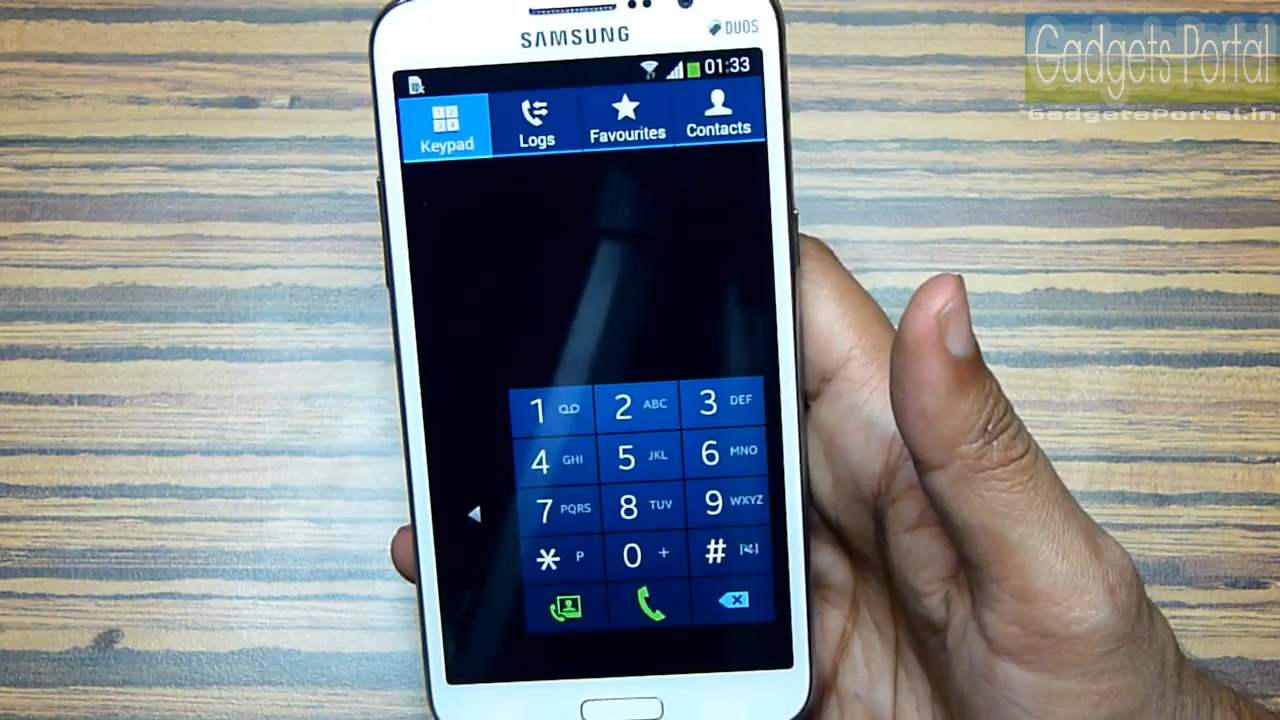 Gadgets Portal
GadgetsPortal.in
SAMSUNG
DUOS
01:33
Keypad
Logs
Favourites
Contacts
1
2 ABC
3 DEF
4 GHI
5 JKL
6 MNO
7 PQRS
8 TUV
9 WXYZ
* P
0 +
#